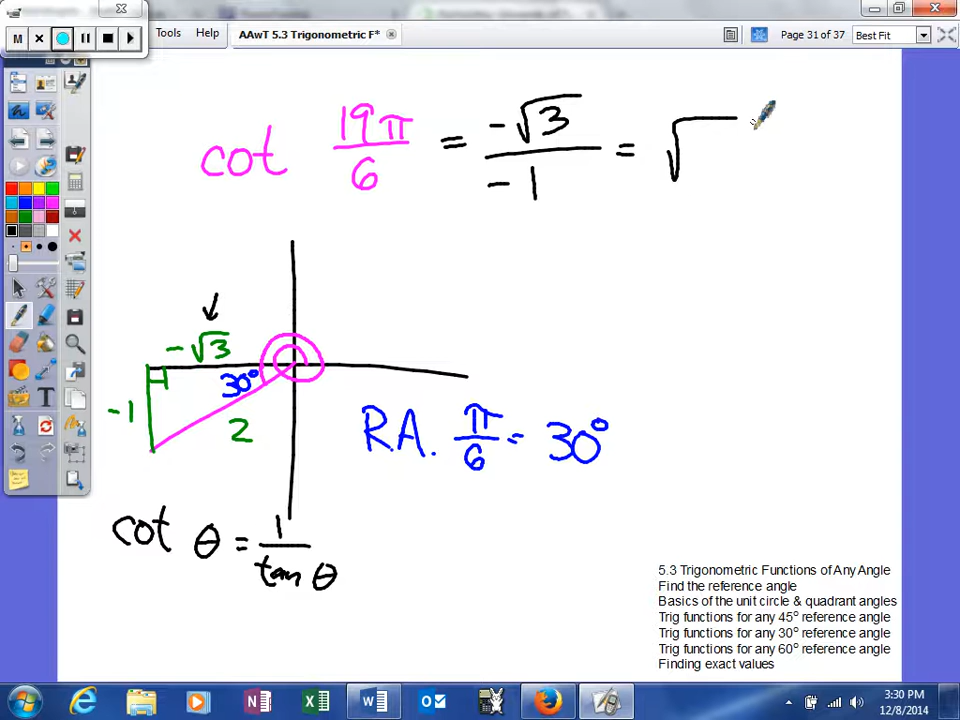 M
Tools Help AAwT 5.3 Trigonometric F* Page 31 of 37 Best Fit
cot 19π/6 = -√3/-1 = √
-√3
30°
-1
2
R.A. π/6 = 30°
cot θ = 1/tan θ
5.3 Trigonometric Functions of Any Angle
Find the reference angle
Basics of the unit circle & quadrant angles
Trig functions for any 45° reference angle
Trig functions for any 30° reference angle
Trig functions for any 60° reference angle
Finding exact values
3:30 PM
12/8/2014